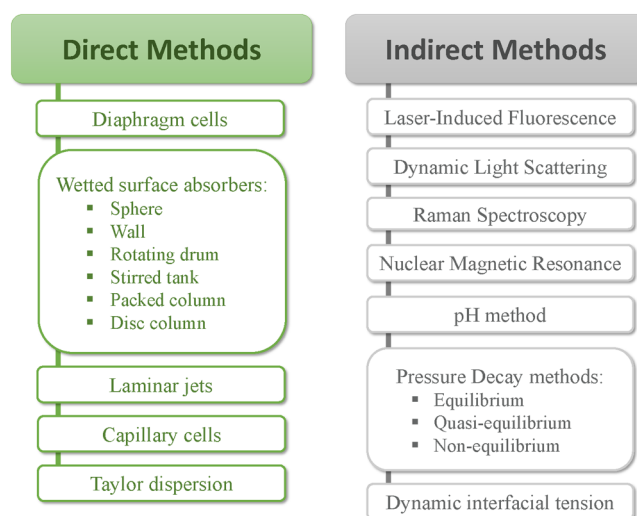 Direct Methods
Diaphragm cells
Wetted surface absorbers:
▪ Sphere
▪ Wall
▪ Rotating drum
▪ Stirred tank
▪ Packed column
▪ Disc column
Laminar jets
Capillary cells
Taylor dispersion
Indirect Methods
Laser-Induced Fluorescence
Dynamic Light Scattering
Raman Spectroscopy
Nuclear Magnetic Resonance
pH method
Pressure Decay methods:
▪ Equilibrium
▪ Quasi-equilibrium
▪ Non-equilibrium
Dynamic interfacial tension